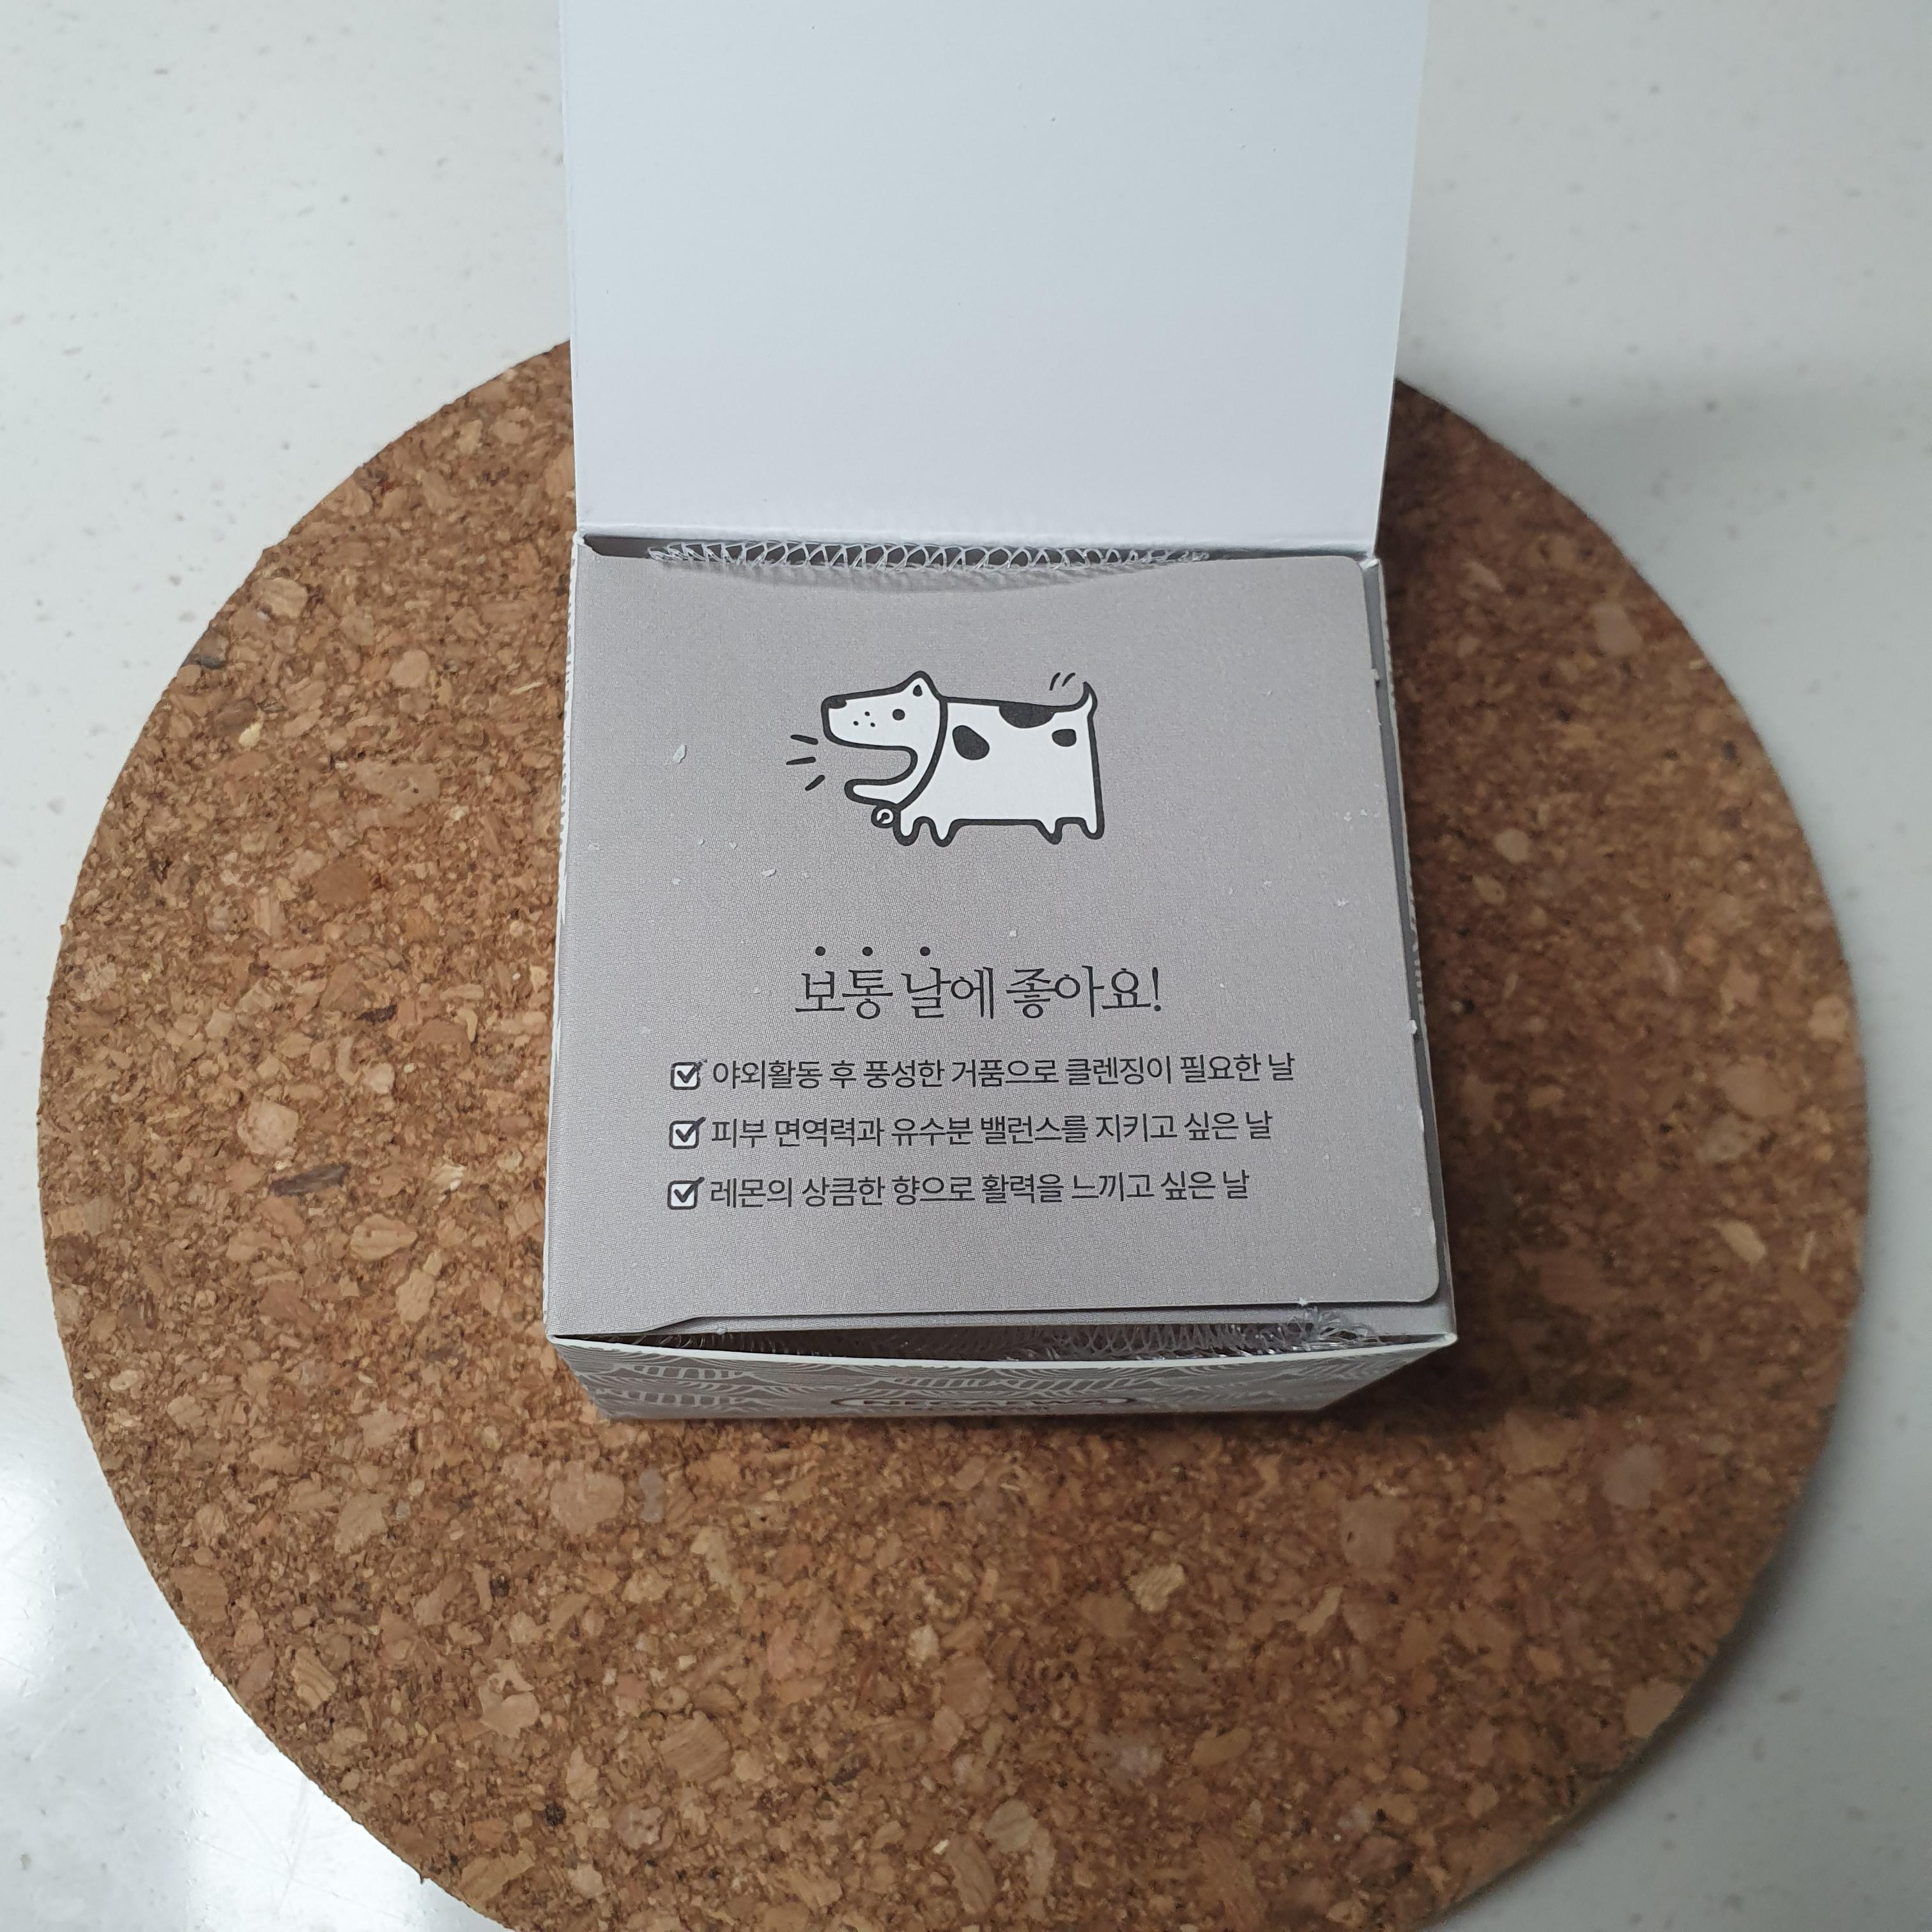 보통 날에 좋아요!
야외활동 후 풍성한 거품으로 클렌징이 필요한 날
피부 면역력과 유수분 밸런스를 지키고 싶은 날
레몬의 상큼한 향으로 활력을 느끼고 싶은 날